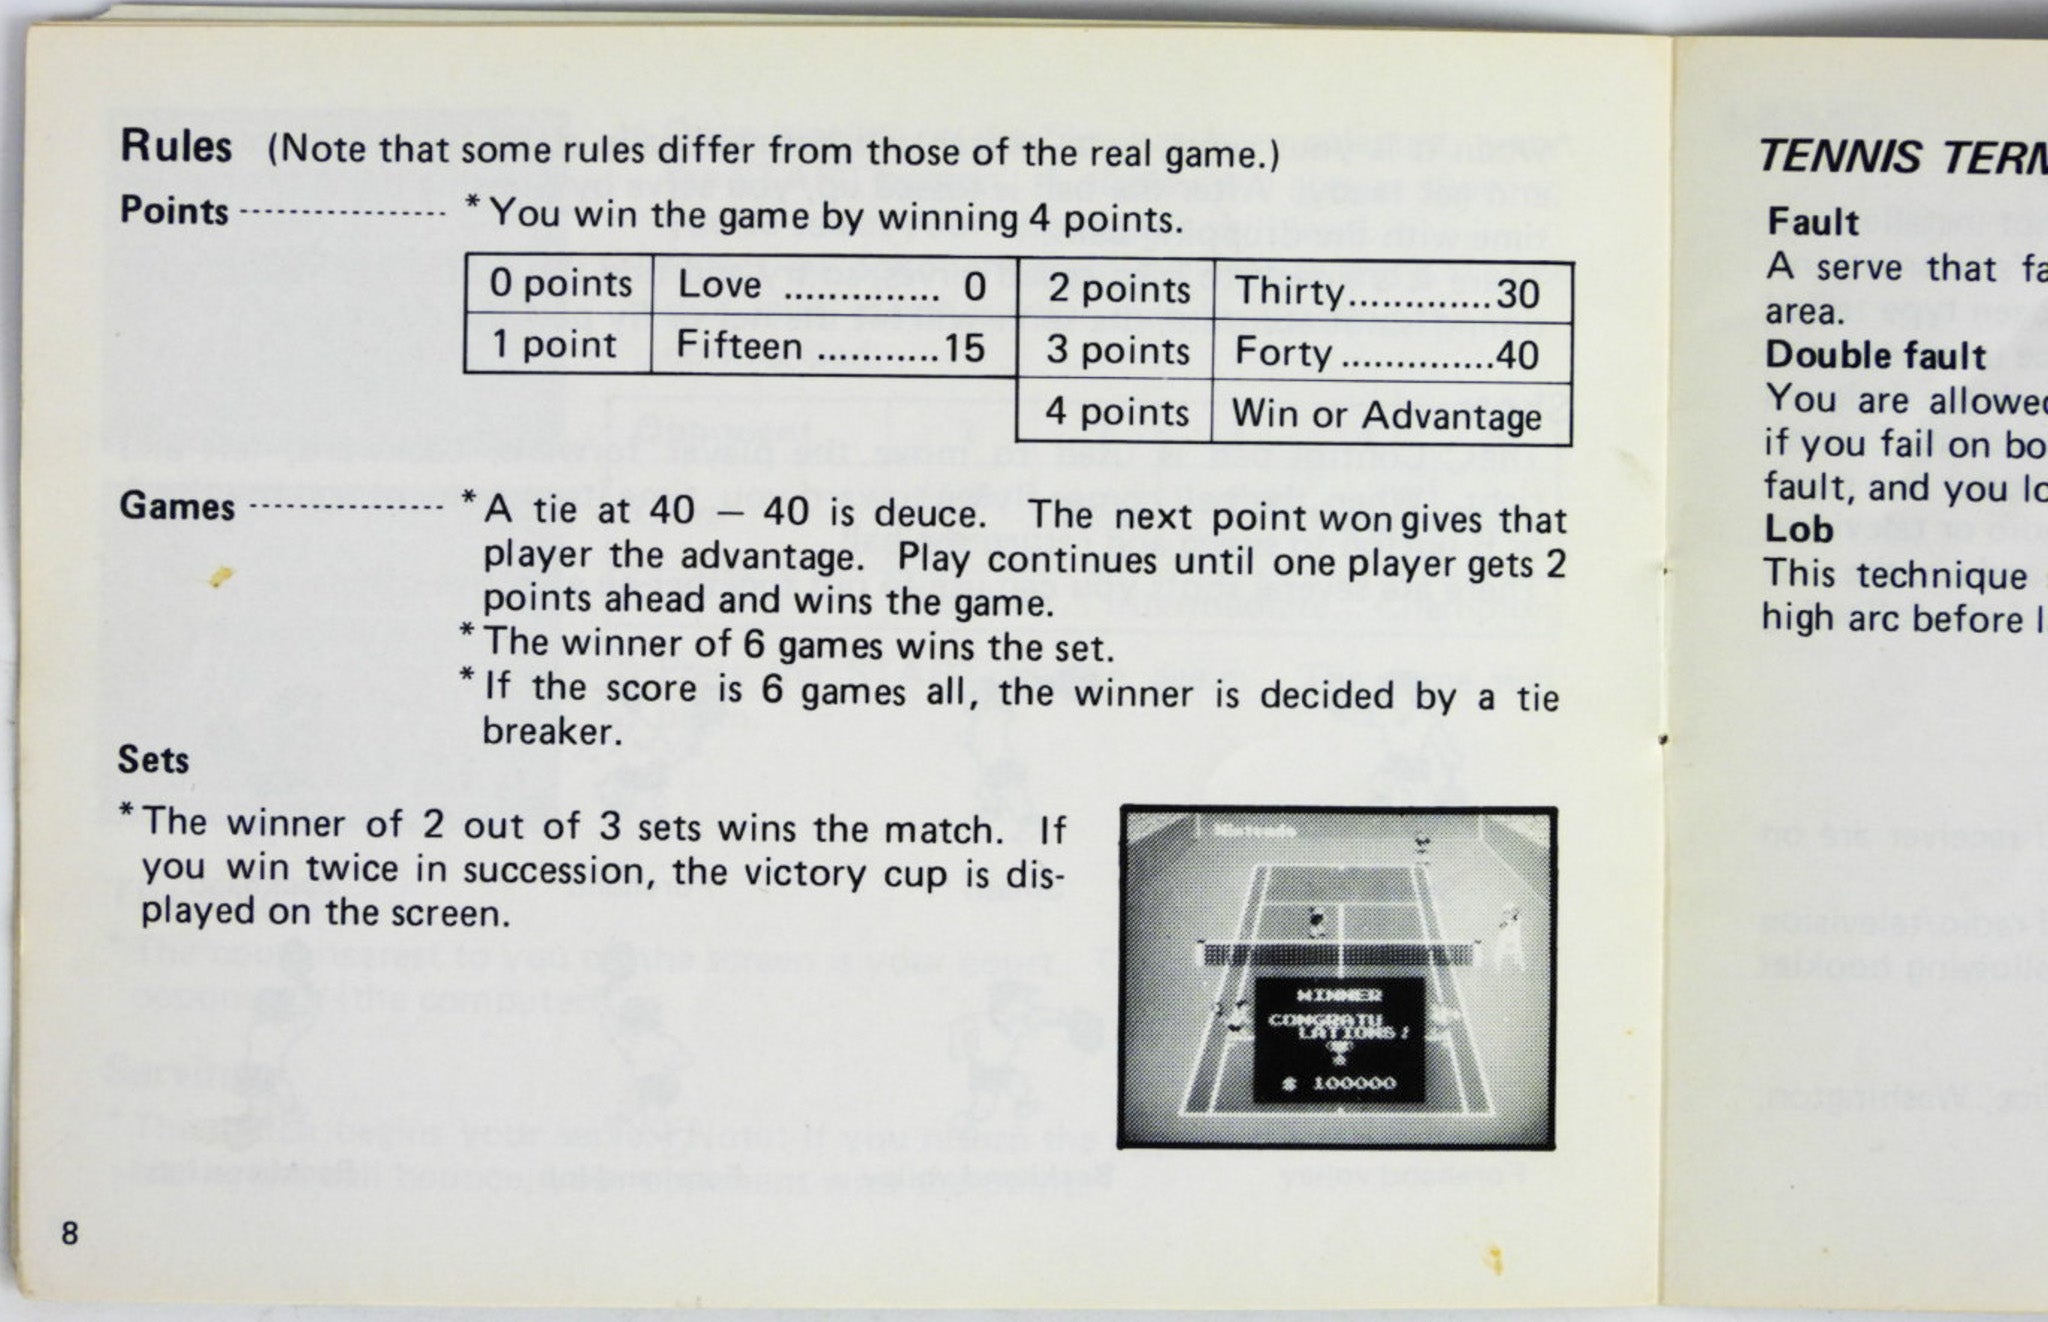 Rules (Note that some rules differ from those of the real game.)
Points ---------------- * You win the game by winning 4 points.
0 points Love .............. 0 2 points Thirty.............30
1 point Fifteen ...........15 3 points Forty ..............40
4 points Win or Advantage
Games ---------------- * A tie at 40 — 40 is deuce. The next point won gives that
player the advantage. Play continues until one player gets 2
points ahead and wins the game.
* The winner of 6 games wins the set.
* If the score is 6 games all, the winner is decided by a tie
breaker.
Sets
* The winner of 2 out of 3 sets wins the match. If
you win twice in succession, the victory cup is dis-
played on the screen.
WINNER
CONGRATU
LATIONS!
100000
8
TENNIS TERM
Fault
A serve that fa
area.
Double fault
You are allowed
if you fail on bo
fault, and you lo
Lob
This technique
high arc before l